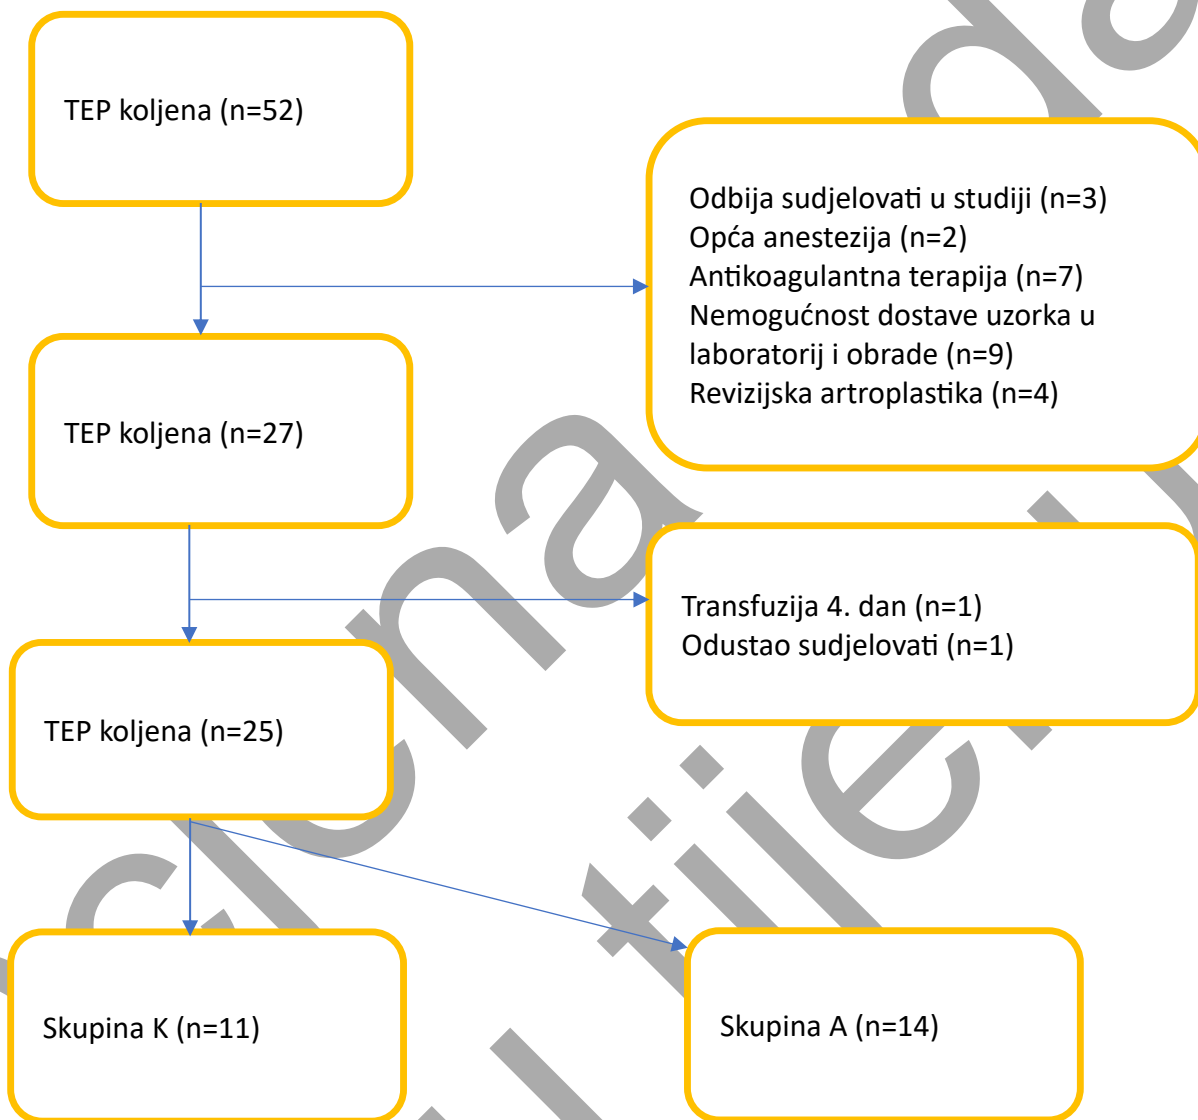 TEP koljena (n=52)
Odbija sudjelovati u studiji (n=3)
Opća anestezija (n=2)
Antikoagulantna terapija (n=7)
Nemogućnost dostave uzorka u
laboratorij i obrade (n=9)
Revizijska artroplastika (n=4)
TEP koljena (n=27)
Transfuzija 4. dan (n=1)
Odustao sudjelovati (n=1)
TEP koljena (n=25)
Skupina K (n=11)
Skupina A (n=14)